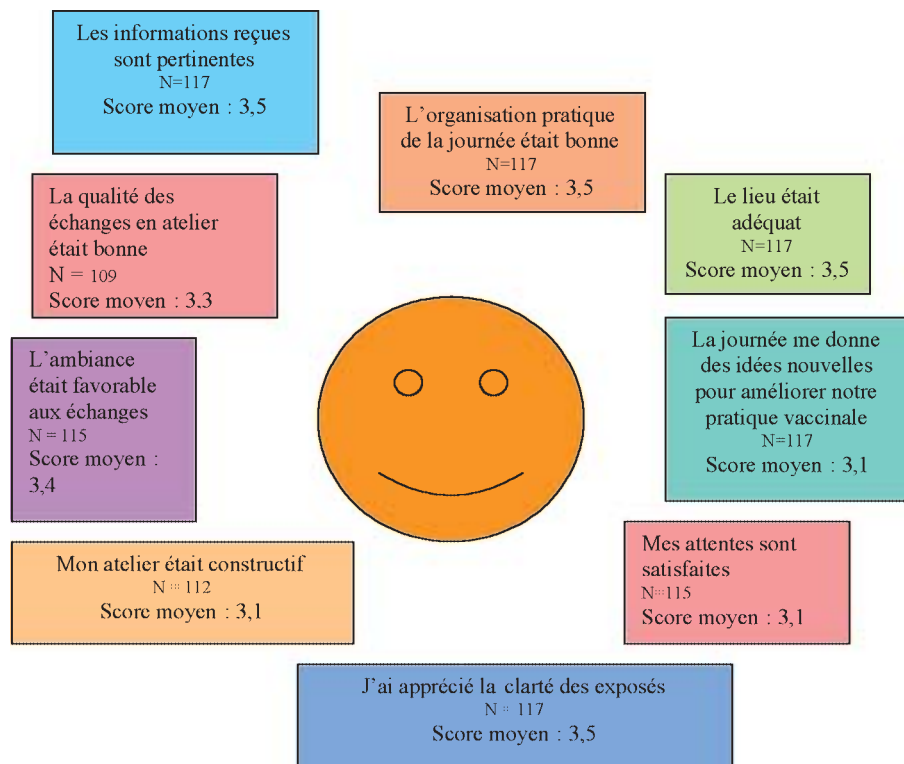 Les informations reçues
sont pertinentes
N=117
Score moyen : 3,5
L'organisation pratique
de la journée était bonne
N=117
Score moyen : 3,5
La qualité des
échanges en atelier
était bonne
N = 109
Score moyen : 3,3
Le lieu était
adéquat
N=117
Score moyen : 3,5
L'ambiance
était favorable
aux échanges
N = 115
Score moyen :
3,4
La journée me donne
des idées nouvelles
pour améliorer notre
pratique vaccinale
N=117
Score moyen : 3,1
Mon atelier était constructif
N = 112
Score moyen : 3,1
Mes attentes sont
satisfaites
N=115
Score moyen : 3,1
J'ai apprécié la clarté des exposés
N = 117
Score moyen : 3,5